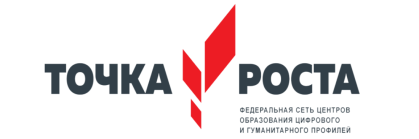 ТОЧКА РОСТА
ФЕДЕРАЛЬНАЯ СЕТЬ ЦЕНТРОВ
ОБРАЗОВАНИЯ ЦИФРОВОГО
И ГУМАНИТАРНОГО ПРОФИЛЕЙ